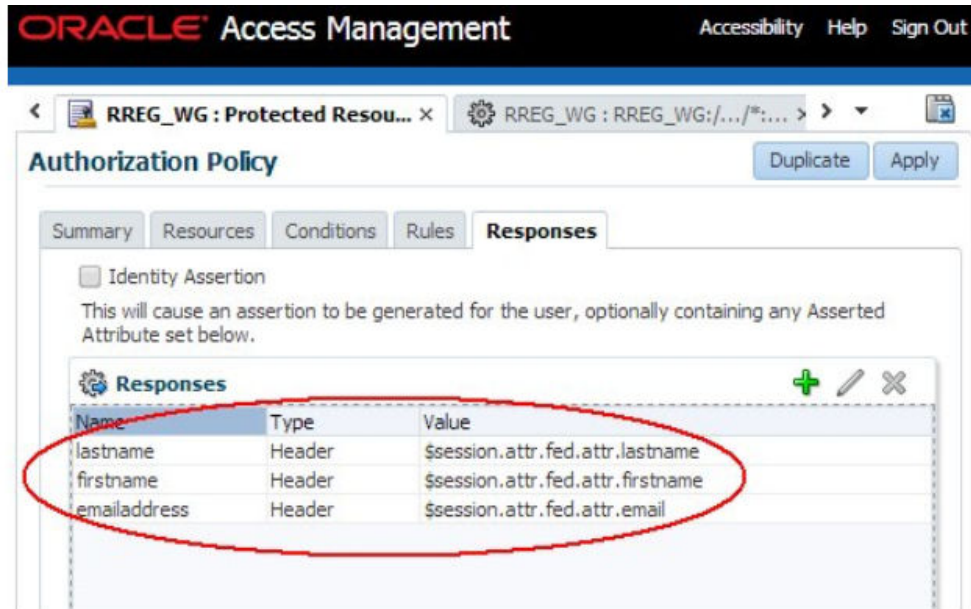 ORACLE® Access Management Accessibility Help Sign Out
RREG_WG : Protected Resou... × RREG_WG : RREG_WG:/.../*:...
Authorization Policy Duplicate Apply
Summary Resources Conditions Rules Responses
Identity Assertion
This will cause an assertion to be generated for the user, optionally containing any Asserted
Attribute set below.
Responses
Name Type Value
lastname Header $session.attr.fed.attr.lastname
firstname Header $session.attr.fed.attr.firstname
emailaddress Header $session.attr.fed.attr.email